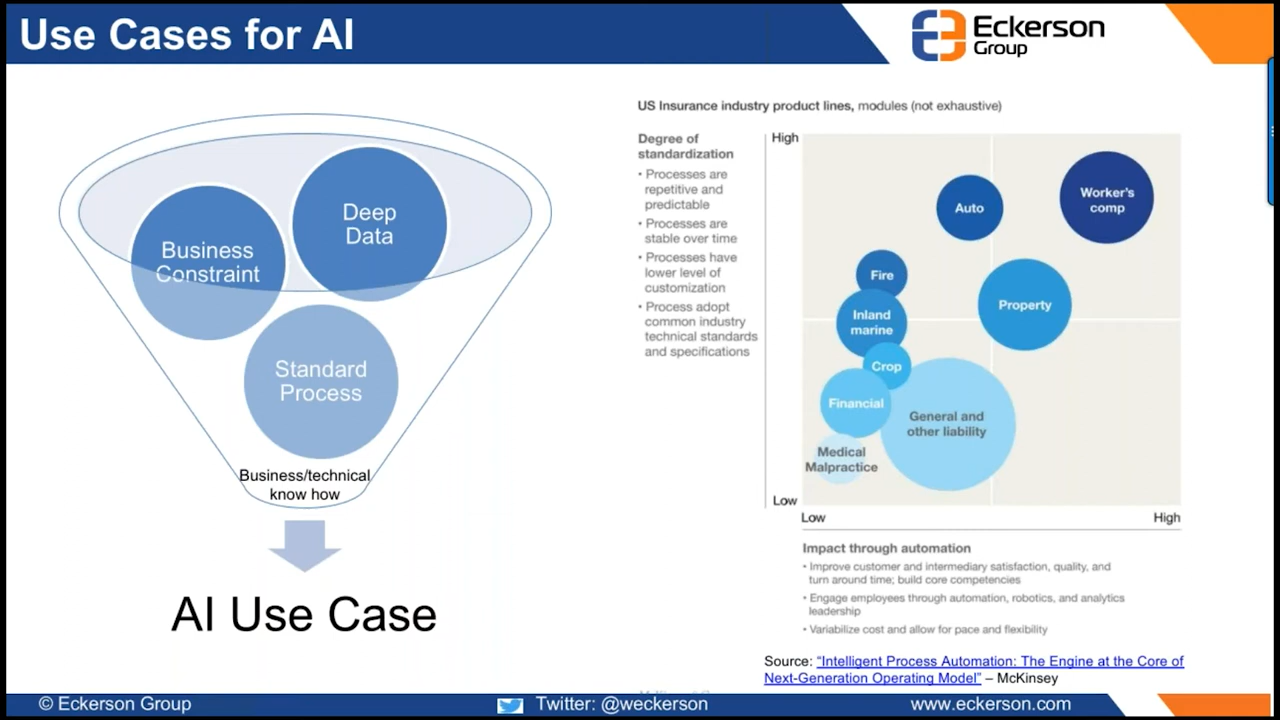 Use Cases for AI
Eckerson
Group
Deep
Data
Business
Constraint
Standard
Process
Business/technical
know how
AI Use Case
US Insurance industry product lines, modules (not exhaustive)
Degree of
standardization
• Processes are
repetitive and
predictable
• Processes are
stable over time
• Processes have
lower level of
customization
• Process adopt
common industry
technical standards
and specifications
High
Low
Worker's
comp
Auto
Fire
Property
Inland
marine
Crop
Financial
General and
other liability
Medical
Malpractice
Low
High
Impact through automation
• Improve customer and intermediary satisfaction, quality, and
turn around time; build core competencies
• Engage employees through automation, robotics, and analytics
leadership
• Variabilize cost and allow for pace and flexibility
Source: “Intelligent Process Automation: The Engine at the Core of
Next-Generation Operating Model” – McKinsey
© Eckerson Group
Twitter: @weckerson
www.eckerson.com